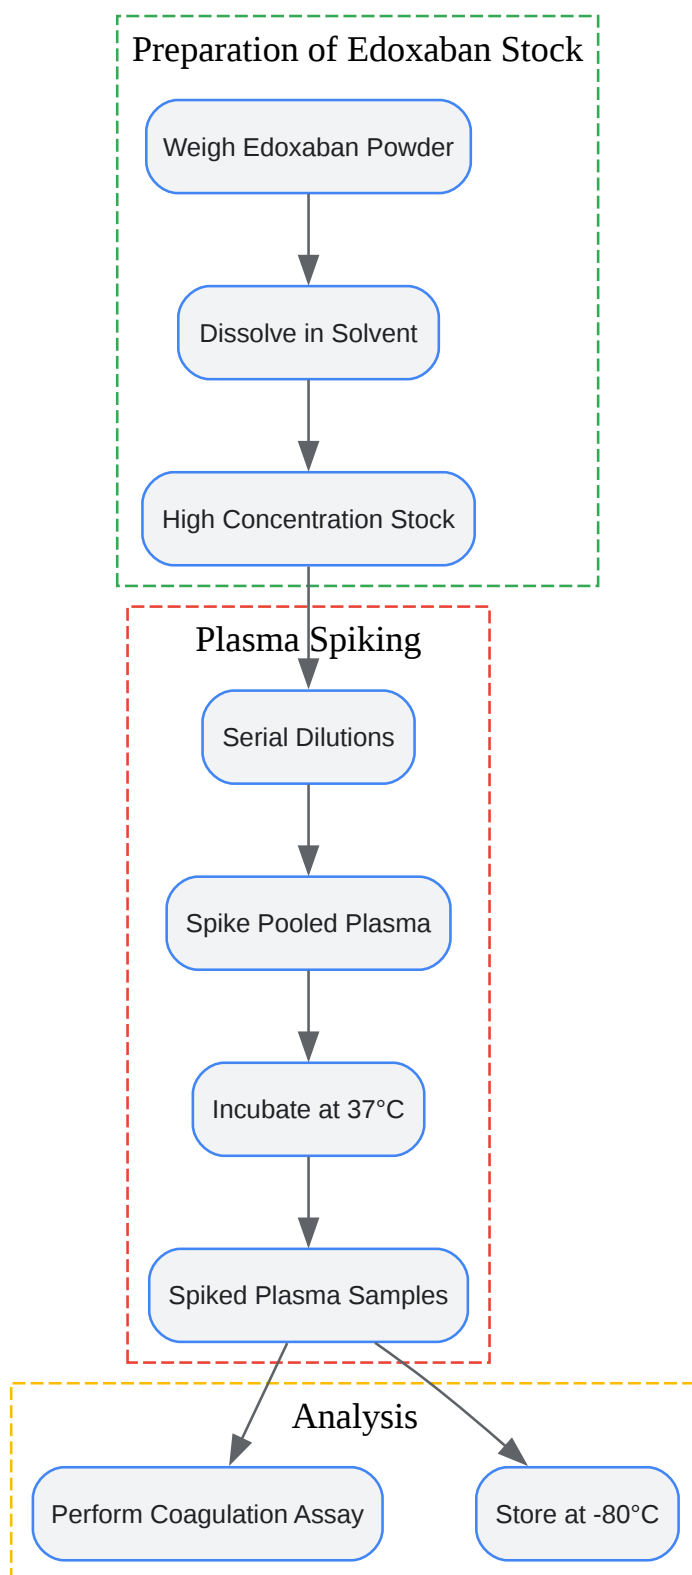 Preparation of Edoxaban Stock
Weigh Edoxaban Powder
Dissolve in Solvent
High Concentration Stock
Plasma Spiking
Serial Dilutions
Spike Pooled Plasma
Incubate at 37°C
Spiked Plasma Samples
Analysis
Perform Coagulation Assay
Store at -80°C